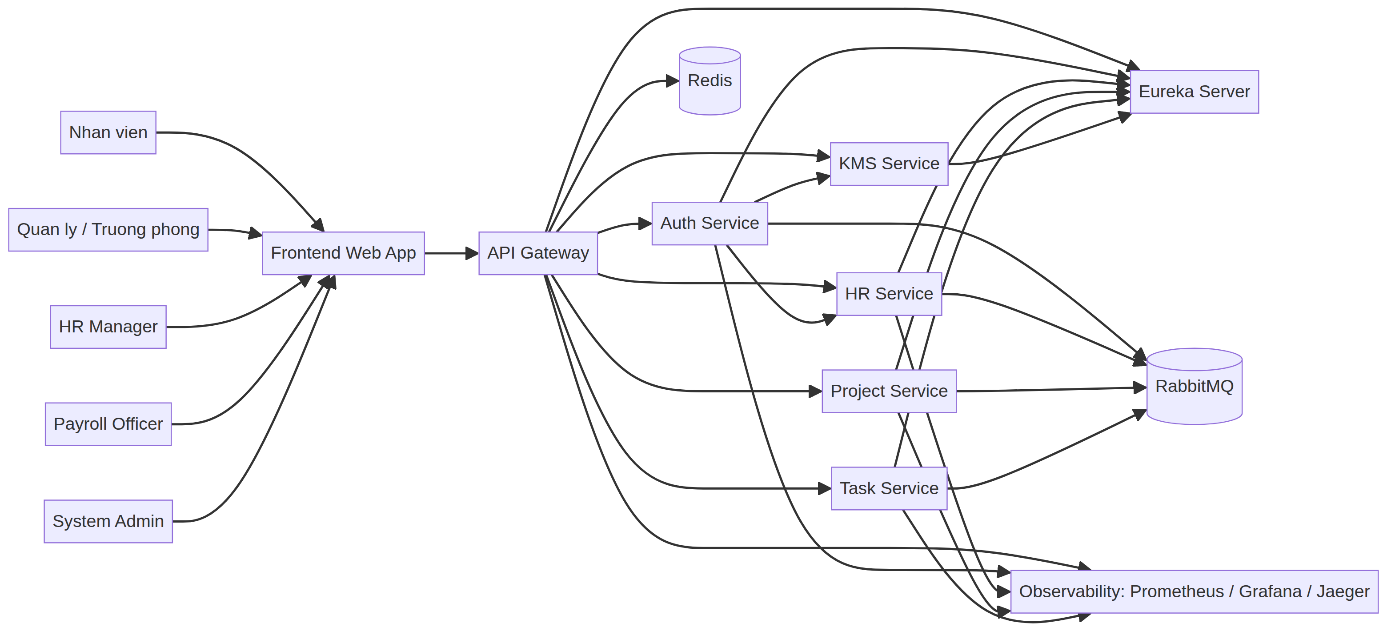 Nhan vien
Quan ly / Truong phong
HR Manager
Payroll Officer
System Admin
Frontend Web App
API Gateway
Redis
Auth Service
KMS Service
HR Service
Project Service
Task Service
Eureka Server
RabbitMQ
Observability: Prometheus / Grafana / Jaeger